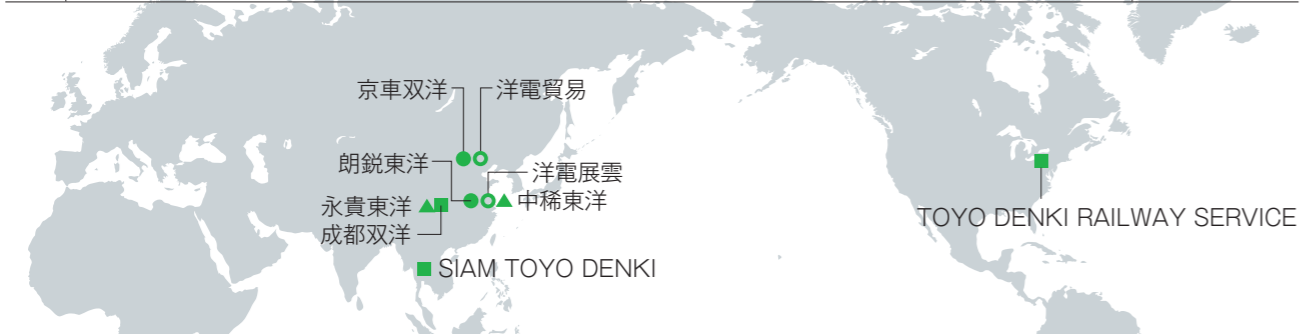 京車双洋
洋電貿易
朗鋭東洋
洋電展雲
永貴東洋
中稀東洋
成都双洋
SIAM TOYO DENKI
TOYO DENKI RAILWAY SERVICE